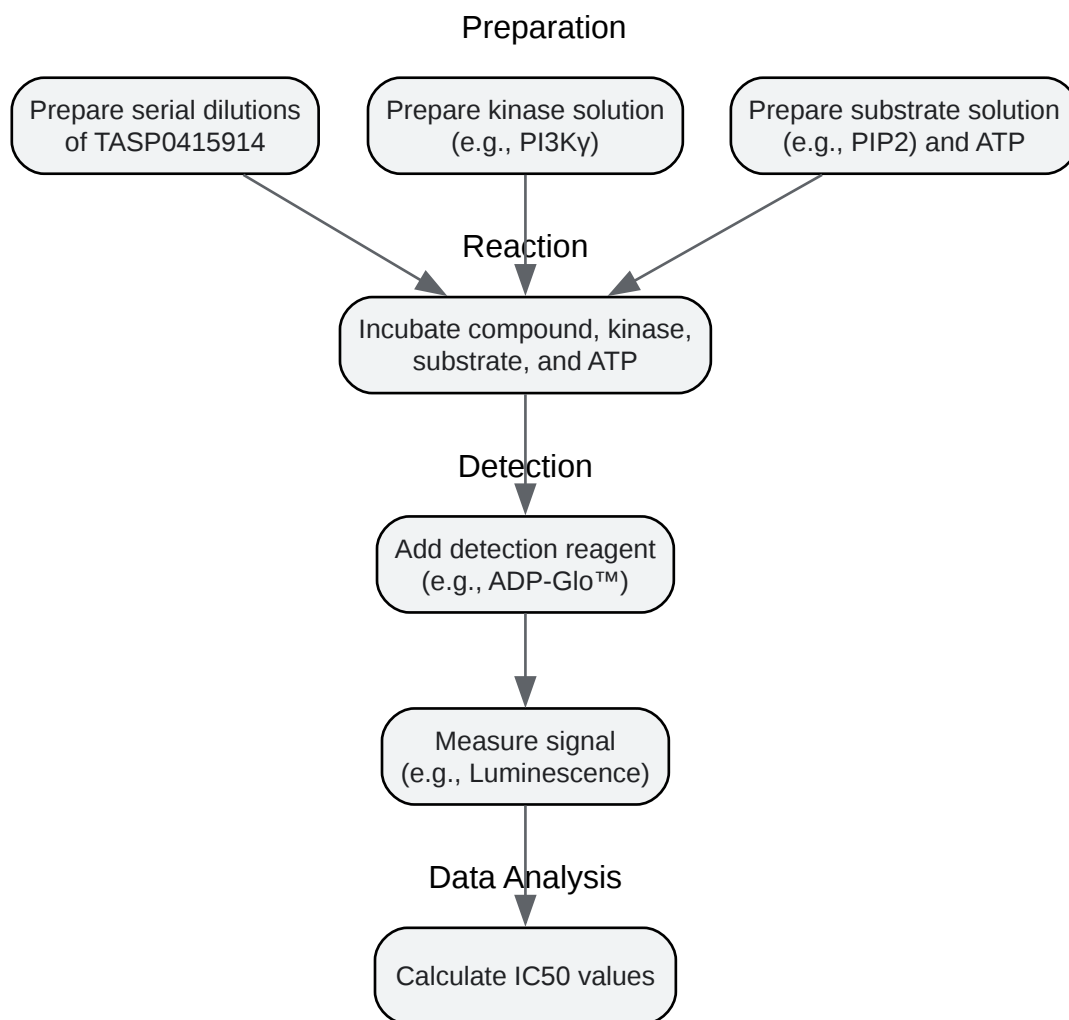 Preparation
Prepare serial dilutions
of TASP0415914
Prepare kinase solution
(e.g., PI3Kγ)
Prepare substrate solution
(e.g., PIP2) and ATP
Reaction
Incubate compound, kinase,
substrate, and ATP
Detection
Add detection reagent
(e.g., ADP-Glo™)
Measure signal
(e.g., Luminescence)
Data Analysis
Calculate IC50 values